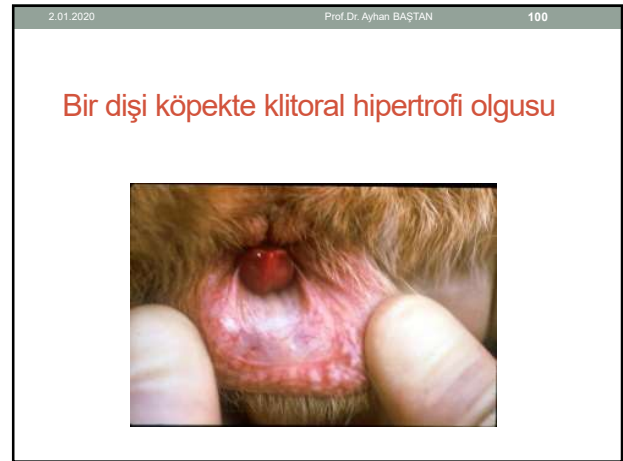 2.01.2020 Prof.Dr. Ayhan BAŞTAN 100
Bir dişi köpekte klitoral hipertrofi olgusu